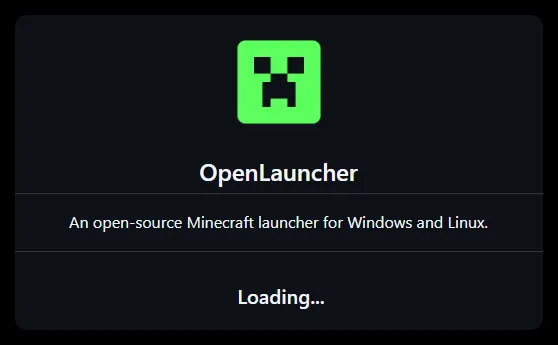 OpenLauncher
An open-source Minecraft launcher for Windows and Linux.
Loading...